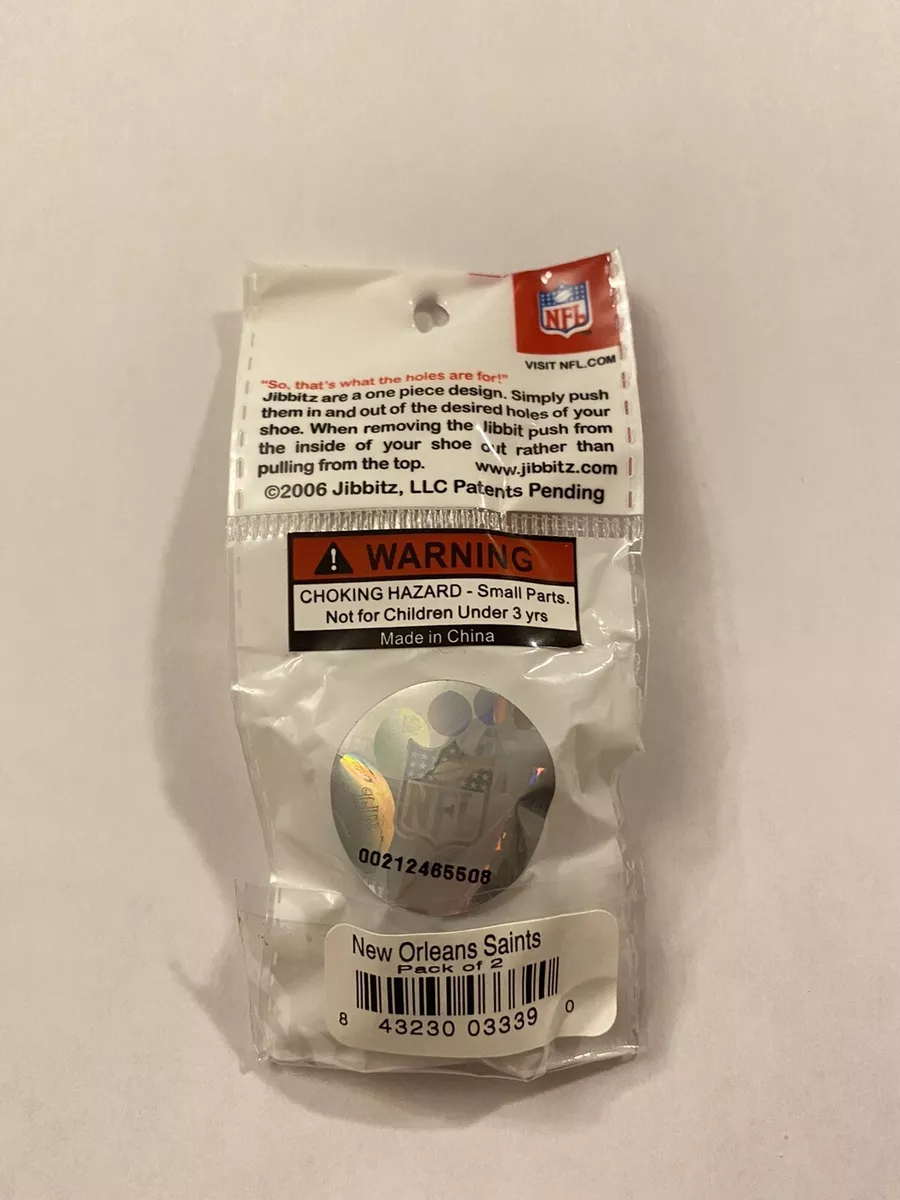 NFL
VISIT NFL.COM
"So, that's what the holes are for!"
Jibbitz are a one piece design. Simply push
them in and out of the desired holes of your
shoe. When removing the Jibbit push from
the inside of your shoe out rather than
pulling from the top. www.jibbitz.com
©2006 Jibbitz, LLC Patents Pending
WARNING
CHOKING HAZARD - Small Parts.
Not for Children Under 3 yrs
Made in China
NFL
00212465508
New Orleans Saints
Pack of 2
8 43230 03339 0